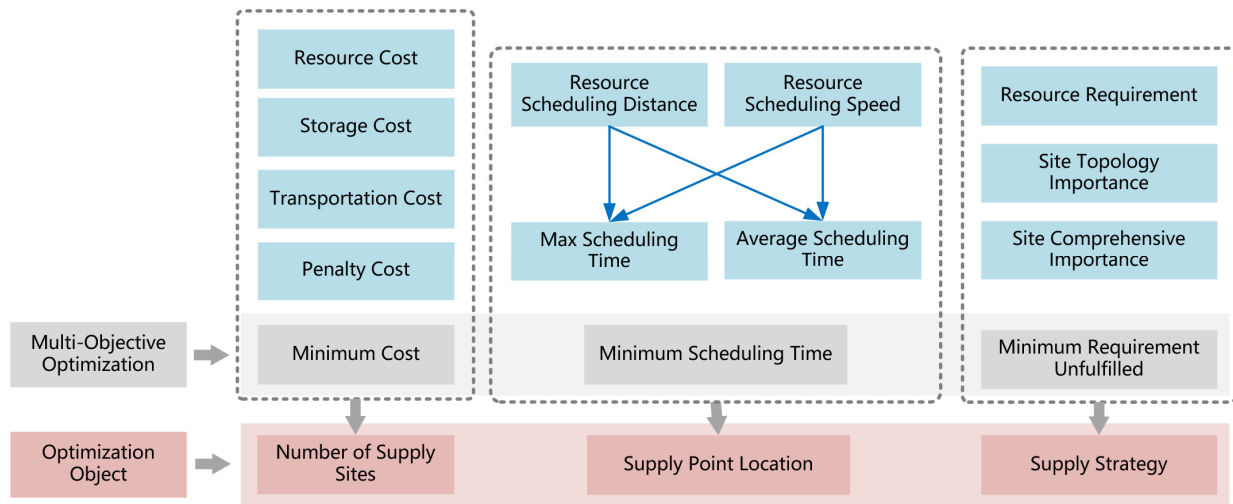 Resource Cost
Storage Cost
Transportation Cost
Penalty Cost
Resource
Scheduling Distance
Resource
Scheduling Speed
Max Scheduling
Time
Average Scheduling
Time
Resource Requirement
Site Topology
Importance
Site Comprehensive
Importance
Multi-Objective
Optimization
Minimum Cost
Minimum Scheduling Time
Minimum Requirement
Unfulfilled
Optimization
Object
Number of Supply
Sites
Supply Point Location
Supply Strategy